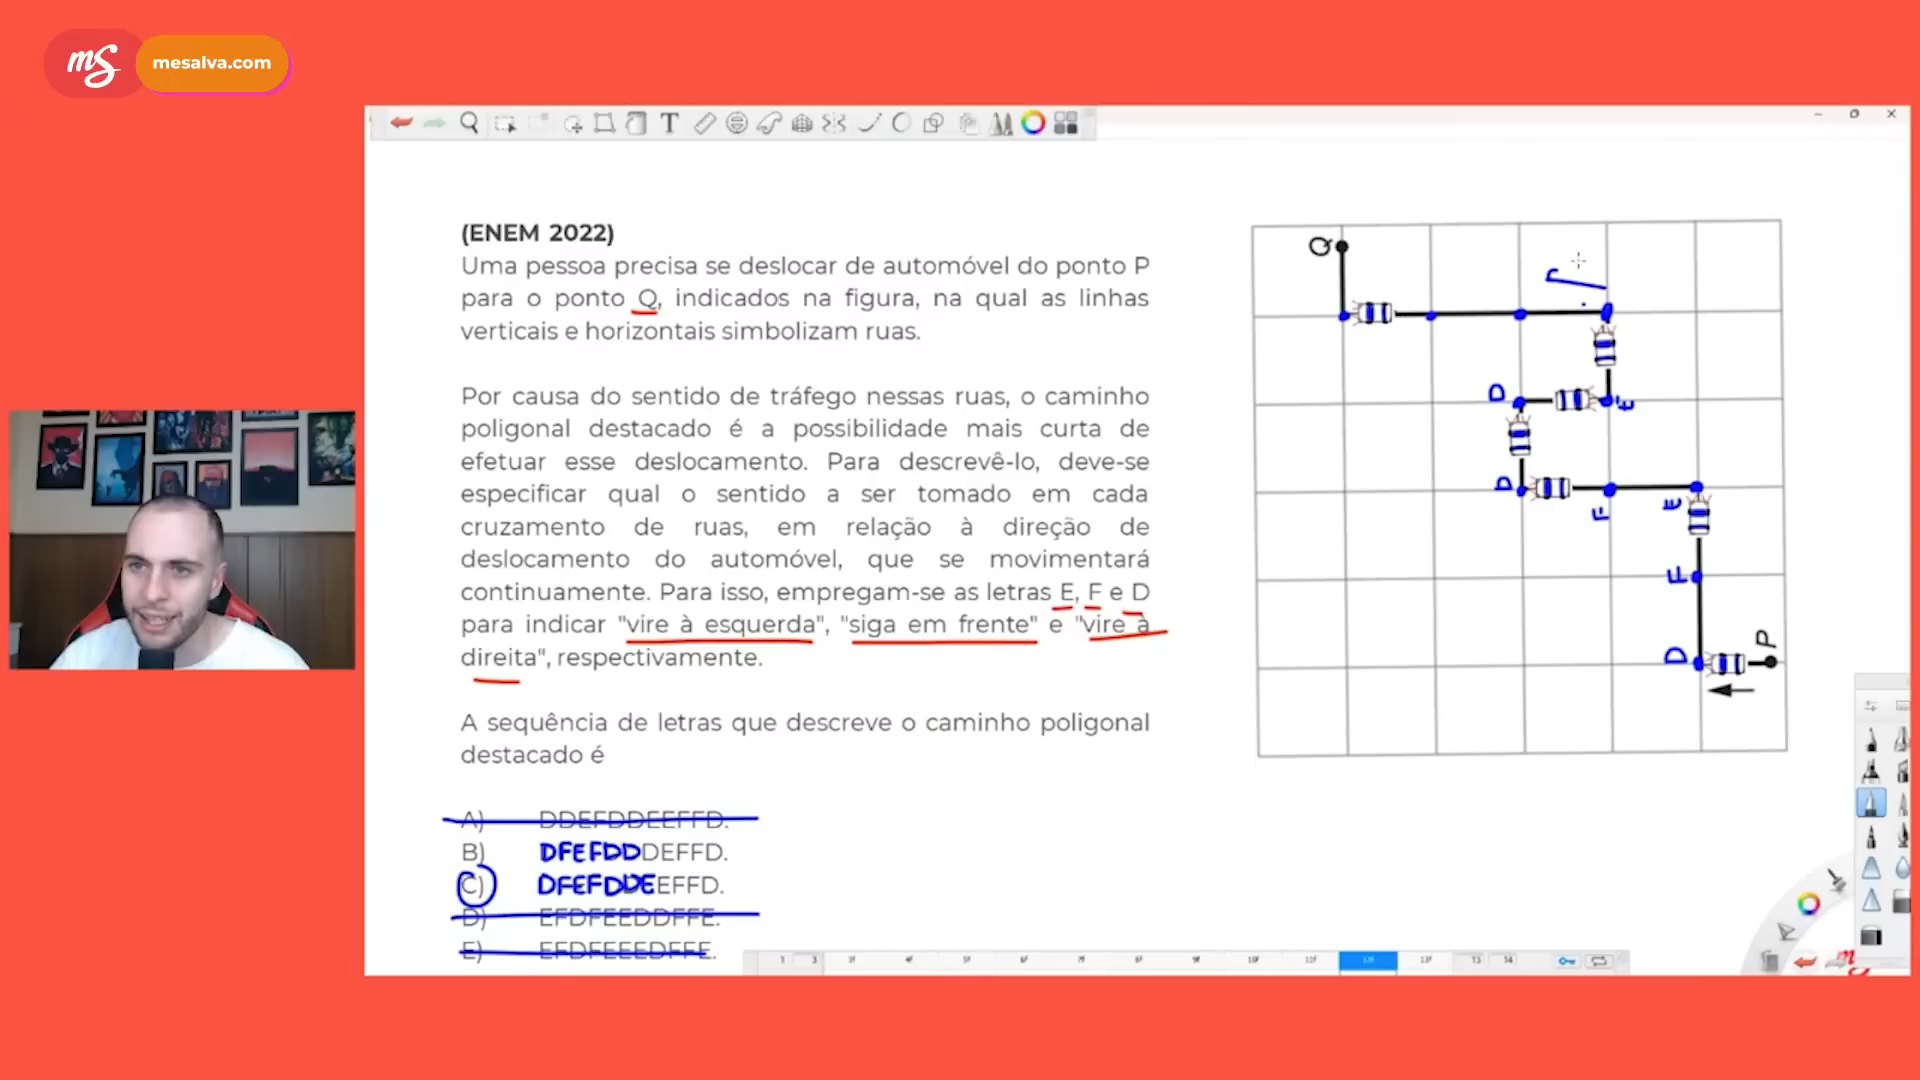 mS mesalva.com
(ENEM 2022)
Uma pessoa precisa se deslocar de automóvel do ponto P
para o ponto Q, indicados na figura, na qual as linhas
verticais e horizontais simbolizam ruas.
Por causa do sentido de tráfego nessas ruas, o caminho
poligonal destacado é a possibilidade mais curta de
efetuar esse deslocamento. Para descrevê-lo, deve-se
especificar qual o sentido a ser tomado em cada
cruzamento de ruas, em relação à direção de
deslocamento do automóvel, que se movimentará
continuamente. Para isso, empregam-se as letras E, F e D
para indicar "vire à esquerda", "siga em frente" e "vire à
direita", respectivamente.
A sequência de letras que descreve o caminho poligonal
destacado é
A) DDEFDDEEFFD.
B) DFEFDDDEFFD.
C) DFEFDDEEFFD.
D) EFDFEEDDFFE.
E) EFDFEEEDFFE.
Q
D
E
D
F
E
F
D
P